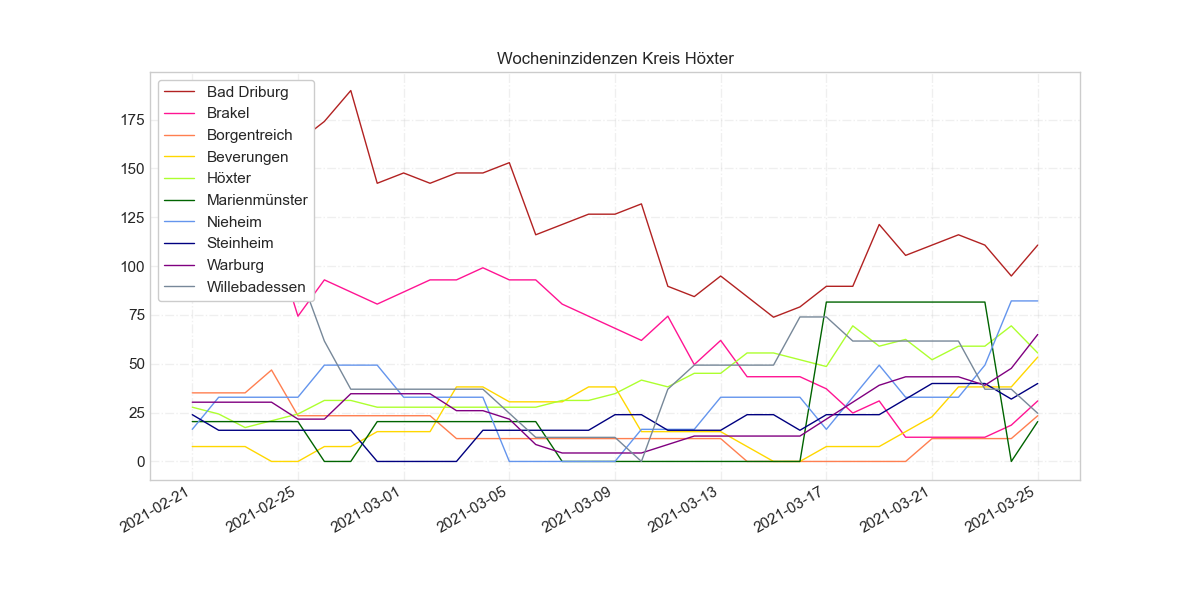 Wocheninzidenzen Kreis Höxter
Bad Driburg
Brakel
Borgentreich
Beverungen
Höxter
Marienmünster
Nieheim
Steinheim
Warburg
Willebadessen
175
150
125
100
75
50
25
0
2021-02-21
2021-02-25
2021-03-01
2021-03-05
2021-03-09
2021-03-13
2021-03-17
2021-03-21
2021-03-25